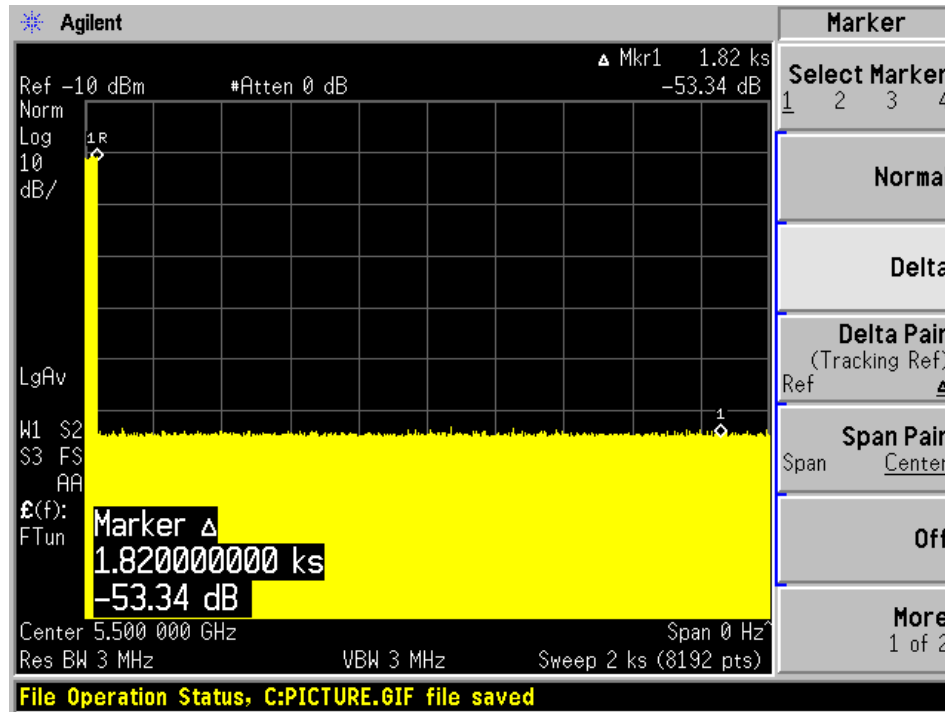 Agilent
Marker
Δ Mkr1 1.82 ks
Ref -10 dBm #Atten 0 dB -53.34 dB
Norm
Log
10
dB/
1R
LgAv
1
W1 S2
S3 FS
AA
£(f):
FTun
Marker Δ
1.820000000 ks
-53.34 dB
Center 5.500 000 GHz Span 0 Hz^
Res BW 3 MHz VBW 3 MHz Sweep 2 ks (8192 pts)
File Operation Status, C:PICTURE.GIF file saved
Select Marker
1 2 3 4
Norma
Delta
Delta Pair
(Tracking Ref)
Ref Δ
Span Pair
Span Center
Off
More
1 of 2